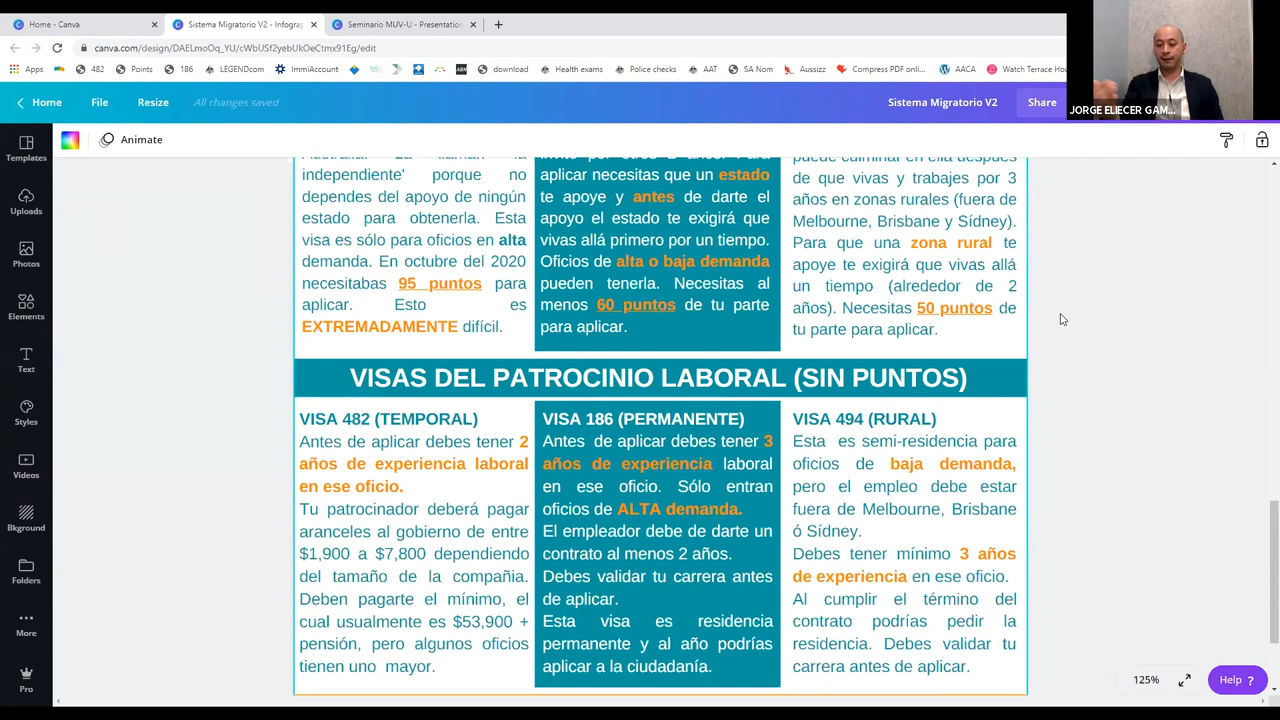 Home - Canva
Sistema Migratorio V2 - Infograp
Seminario MUV-U - Presentation
canva.com/design/DAELmoOq_YU/cWbUSf2yebUkOeCtmx91Eg/edit
Apps 482 Points 186 LEGENDcom ImmiAccount download Health exams Police checks AAT SA Nom Aussizz Compress PDF onli... AACA Watch Terrace Ho
Home File Resize All changes saved Sistema Migratorio V2 Share
JORGE ELIECER GAM...
Animate
Templates
Uploads
Photos
Elements
Text
Styles
Videos
Bkground
Folders
More
Pro
independiente' porque no
dependes del apoyo de ningún
estado para obtenerla. Esta
visa es sólo para oficios en alta
demanda. En octubre del 2020
necesitabas 95 puntos para
aplicar. Esto es
EXTREMADAMENTE difícil.
invite por otros 2 años. Para
aplicar necesitas que un estado
te apoye y antes de darte el
apoyo el estado te exigirá que
vivas allá primero por un tiempo.
Oficios de alta o baja demanda
pueden tenerla. Necesitas al
menos 60 puntos de tu parte
para aplicar.
puede culminar en ella después
de que vivas y trabajes por 3
años en zonas rurales (fuera de
Melbourne, Brisbane y Sídney).
Para que una zona rural te
apoye te exigirá que vivas allá
un tiempo (alrededor de 2
años). Necesitas 50 puntos de
tu parte para aplicar.
VISAS DEL PATROCINIO LABORAL (SIN PUNTOS)
VISA 482 (TEMPORAL)
Antes de aplicar debes tener 2
años de experiencia laboral
en ese oficio.
Tu patrocinador deberá pagar
aranceles al gobierno de entre
$1,900 a $7,800 dependiendo
del tamaño de la compañia.
Deben pagarte el mínimo, el
cual usualmente es $53,900 +
pensión, pero algunos oficios
tienen uno mayor.
VISA 186 (PERMANENTE)
Antes de aplicar debes tener 3
años de experiencia laboral
en ese oficio. Sólo entran
oficios de ALTA demanda.
El empleador debe de darte un
contrato al menos 2 años.
Debes validar tu carrera antes
de aplicar.
Esta visa es residencia
permanente y al año podrías
aplicar a la ciudadanía.
VISA 494 (RURAL)
Esta es semi-residencia para
oficios de baja demanda,
pero el empleo debe estar
fuera de Melbourne, Brisbane
ó Sídney.
Debes tener mínimo 3 años
de experiencia en ese oficio.
Al cumplir el término del
contrato podrías pedir la
residencia. Debes validar tu
carrera antes de aplicar.
125% Help ?